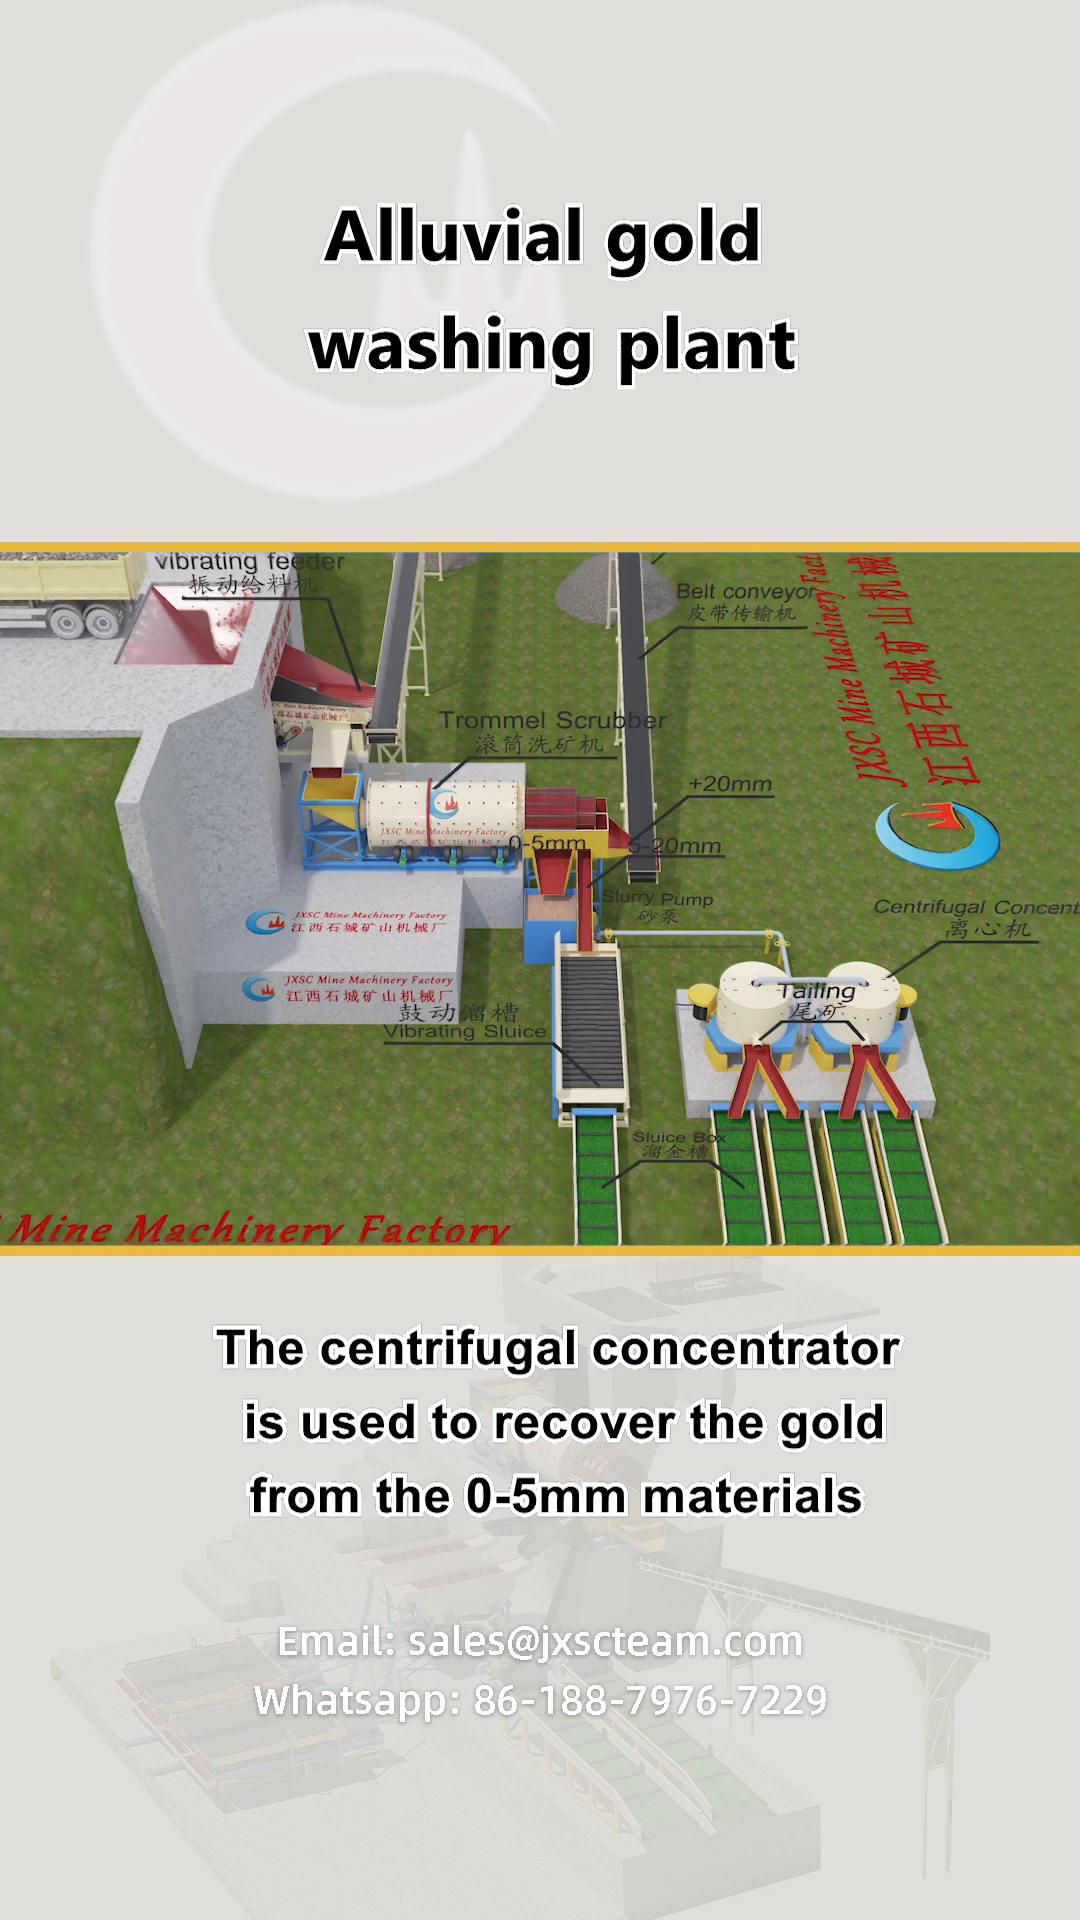 Alluvial gold
washing plant
vibrating feeder
振动给料机
Belt conveyor
皮带传输机
JXSC Mine Machinery Fact
江西石城矿山机械
Trommel Scrubber
滚筒洗矿机
+20mm
JXSC Mine Machinery Factory
0-5mm
5-20mm
Slurry Pump
砂泵
Centrifugal Concent
离心机
JXSC Mine Machinery Factory
江西石城矿山机械厂
JXSC Mine Machinery Factory
江西石城矿山机械厂
Tailing
尾矿
鼓动溜槽
Vibrating Sluice
Sluice Box
溜金槽
Mine Machinery Factory
The centrifugal concentrator
is used to recover the gold
from the 0-5mm materials
Email: sales@jxscteam.com
Whatsapp: 86-188-7976-7229